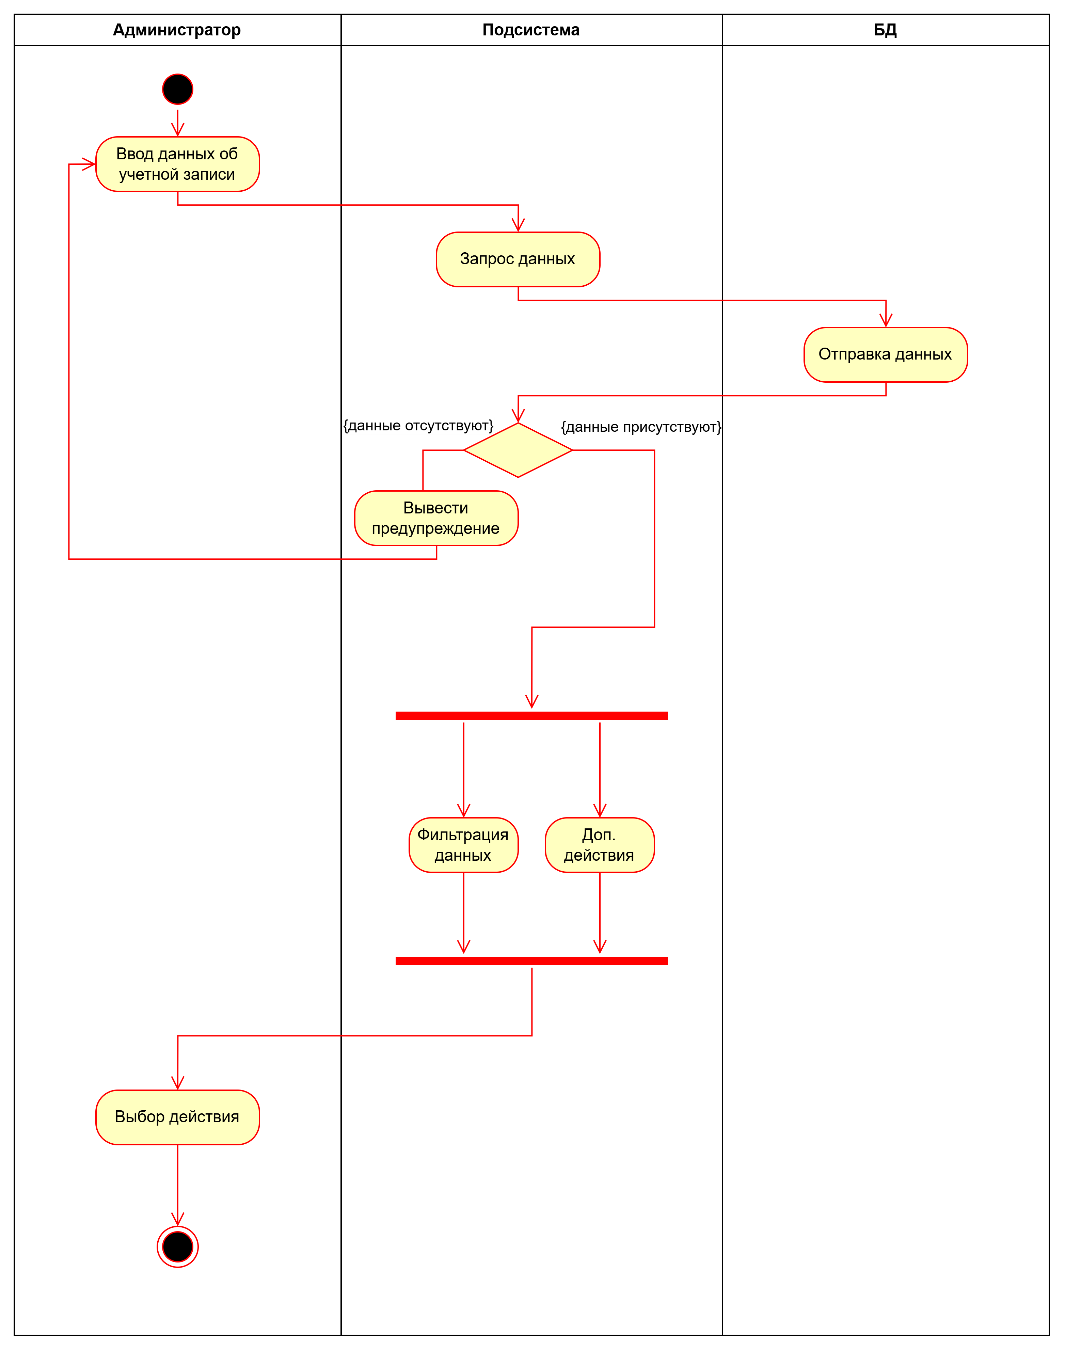 Администратор
Подсистема
БД
Ввод данных об
учетной записи
Запрос данных
Отправка данных
{данные отсутствуют}
{данные присутствуют}
Вывести
предупреждение
Фильтрация
данных
Доп.
действия
Выбор действия